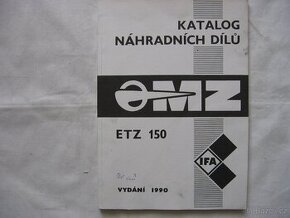 KATALOG
NÁHRADNÍCH DÍLŮ
MZ
ETZ 150
IFA
VYDÁNÍ 1990